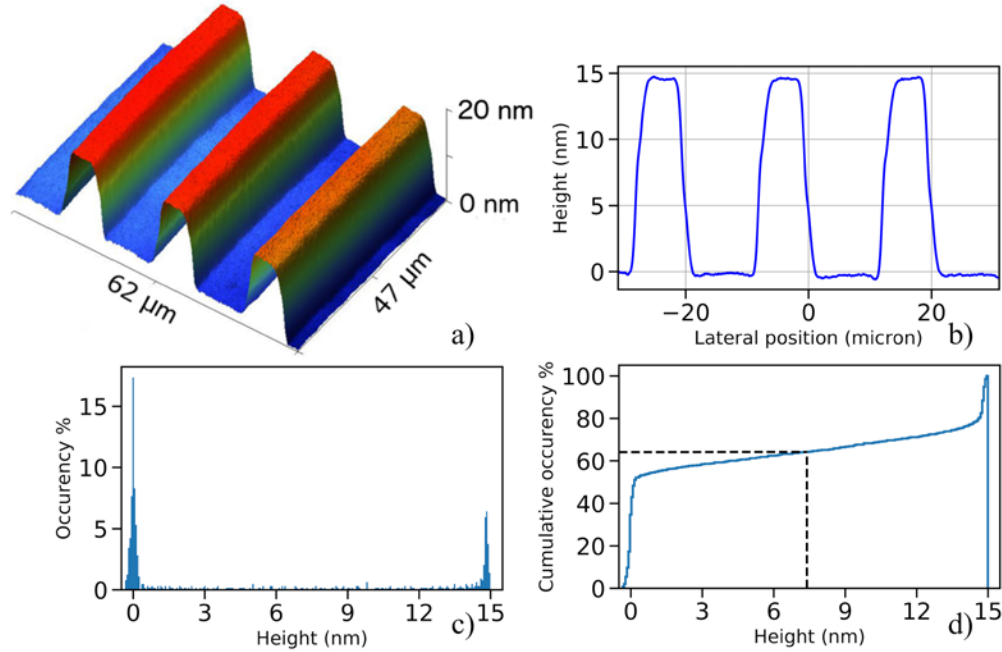 20 nm
0 nm
62 µm
47 µm
a)
15
10
5
0
Height (nm)
−20
0
20
Lateral position (micron)
b)
15
10
5
0
Occurency %
0
3
6
9
12
15
Height (nm)
c)
100
80
60
40
20
0
Cumulative occurency %
0
3
6
9
12
15
Height (nm)
d)